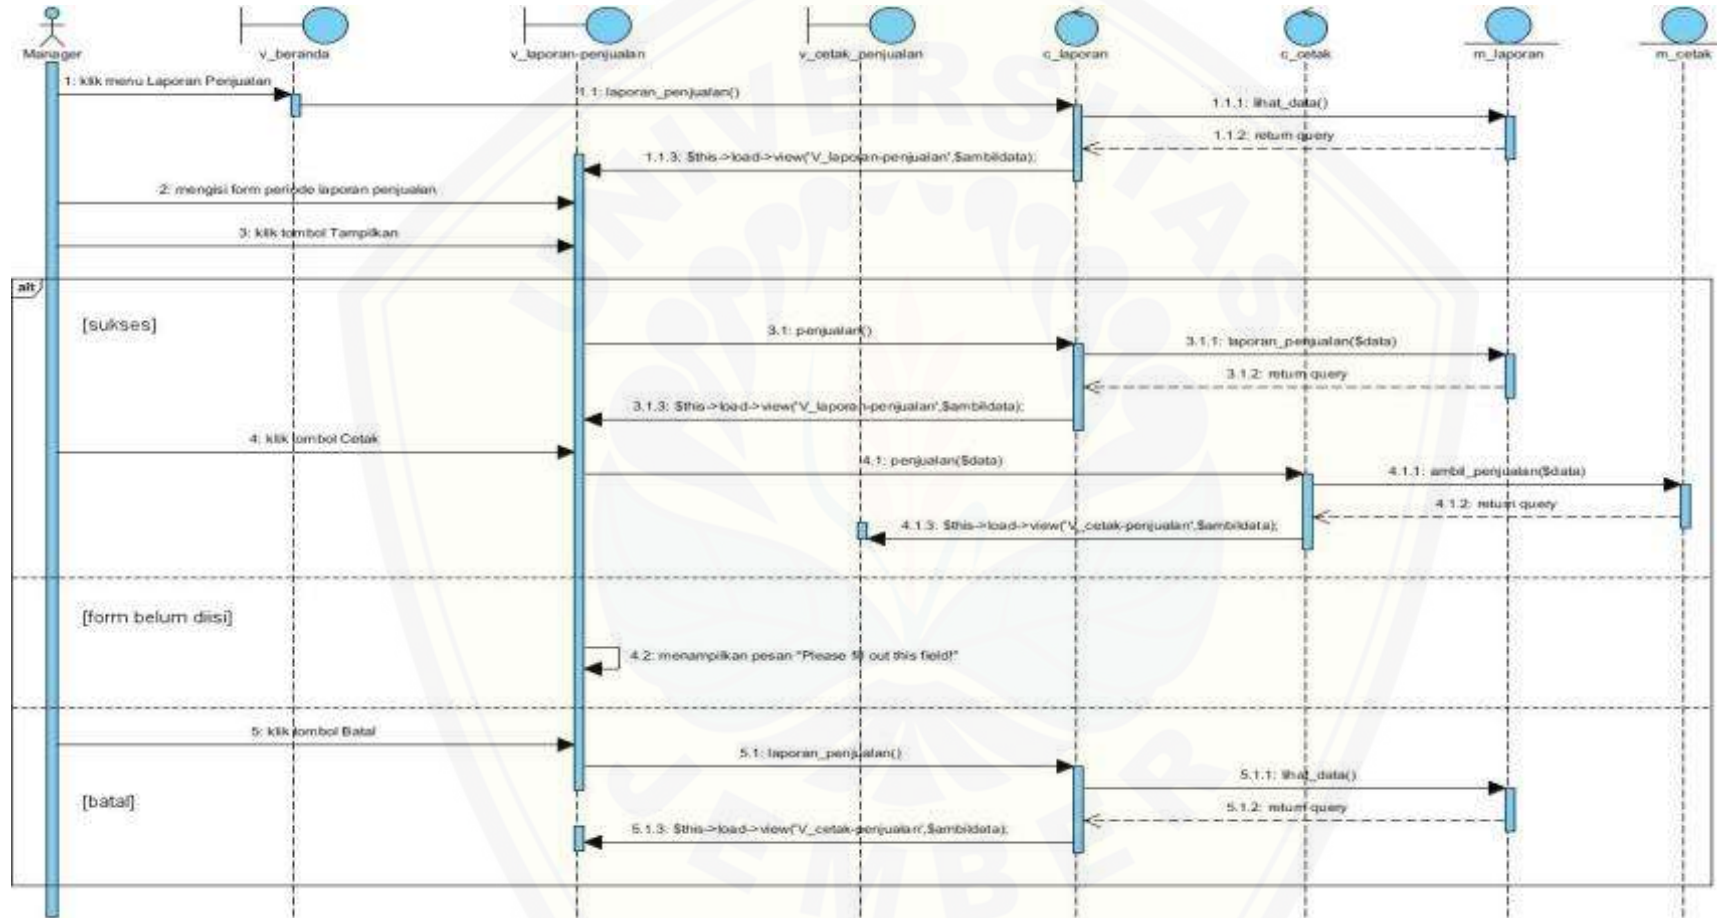 Manager
v_beranda
v_laporan-penjualan
v_cetak_penjualan
c_laporan
c_cetak
m_laporan
m_cetak
1: klik menu Laporan Penjualan
1.1: laporan_penjualan()
1.1.1: lihat_data()
1.1.2: return query
1.1.3: $this->load->view('V_laporan-penjualan',$ambildata);
2: mengisi form periode laporan penjualan
3: klik tombol Tampilkan
alt
[sukses]
3.1: penjualan()
3.1.1: laporan_penjualan($data)
3.1.2: return query
3.1.3: $this->load->view('V_laporan-penjualan',$ambildata);
4: klik tombol Cetak
4.1: penjualan($data)
4.1.1: ambil_penjualan($data)
4.1.2: return query
4.1.3: $this->load->view('V_cetak-penjualan',$ambildata);
[form belum diisi]
4.2: menampilkan pesan "Please fill out this field!"
5: klik tombol Batal
5.1: laporan_penjualan()
5.1.1: lihat_data()
[batal]
5.1.2: return query
5.1.3: $this->load->view('V_cetak-penjualan',$ambildata);
UNIVERSITAS
JEMBER